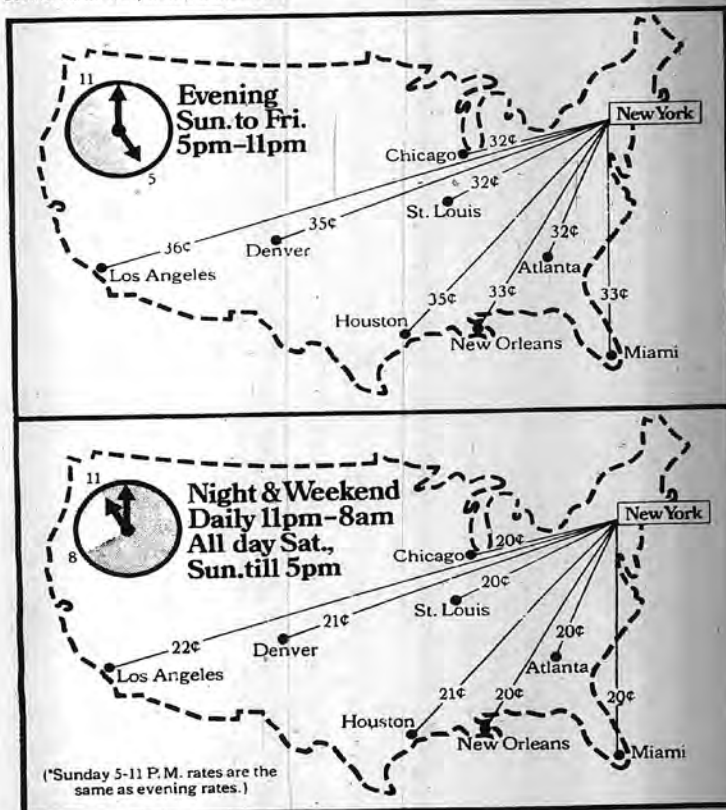 11
5
Evening
Sun. to Fri.
5pm–11pm
New York
32¢
Chicago
32¢
St. Louis
35¢
Denver
36¢
Los Angeles
32¢
Atlanta
35¢
33¢
33¢
Houston
New Orleans
Miami
11
8
Night & Weekend
Daily 11pm–8am
All day Sat.,
Sun. till 5pm
New York
20¢
Chicago
20¢
St. Louis
21¢
Denver
22¢
Los Angeles
20¢
Atlanta
21¢
20¢
20¢
Houston
New Orleans
Miami
(*Sunday 5-11 P.M. rates are the
same as evening rates.)